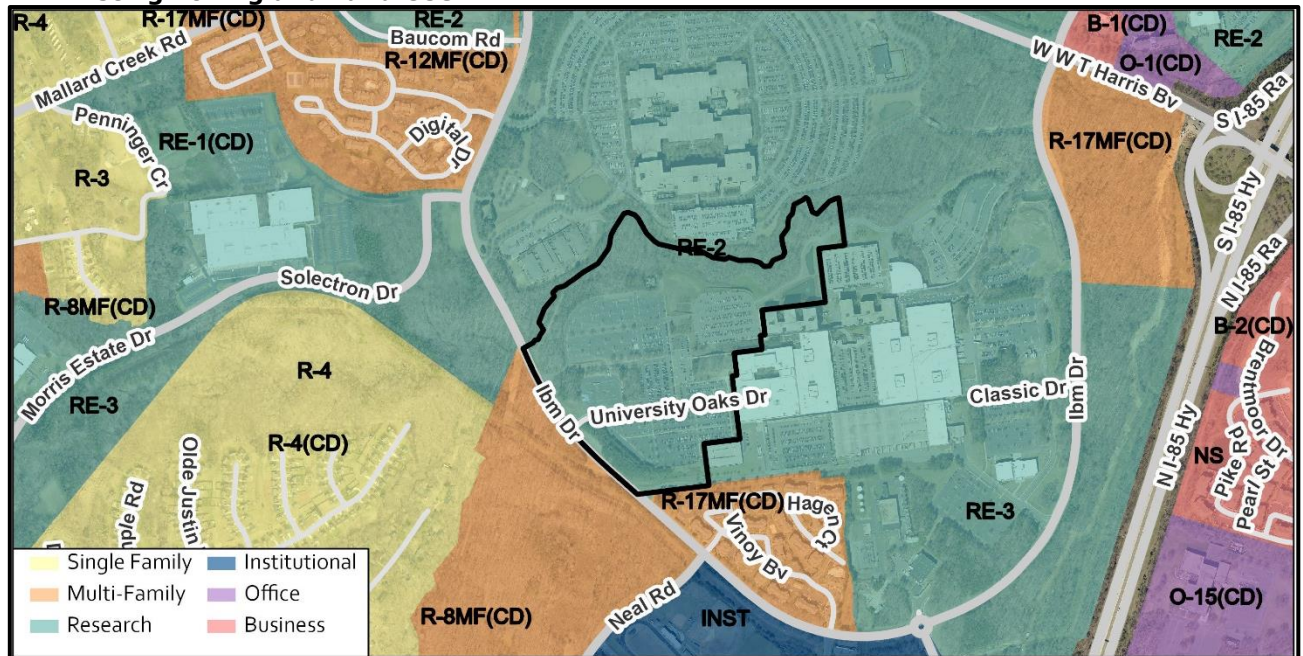 R-4
R-17MF(CD)
RE-2
Baucom Rd
B-1(CD)
RE-2
Mallard Creek Rd
R-12MF(CD)
O-1(CD)
W W T Harris Bv
S I-85 Ra
Penninger Cr
RE-1(CD)
Digital Dr
R-17MF(CD)
R-3
S I-85 Hy
RE-2
N I-85 Ra
Solectron Dr
R-8MF(CD)
B-2(CD)
Morris Estate Dr
R-4
Brentmoor Dr
RE-3
Ibm Dr
University Oaks Dr
Classic Dr
Ibm Dr
R-4(CD)
N I-85 Hy
NS
Pike Rd
Pearl St
Olde Justin
R-17MF(CD)
Hagen Ct
RE-3
Vinoy Bv
Single Family
Institutional
Multi-Family
Office
Research
Business
R-8MF(CD)
Neal Rd
INST
O-15(CD)